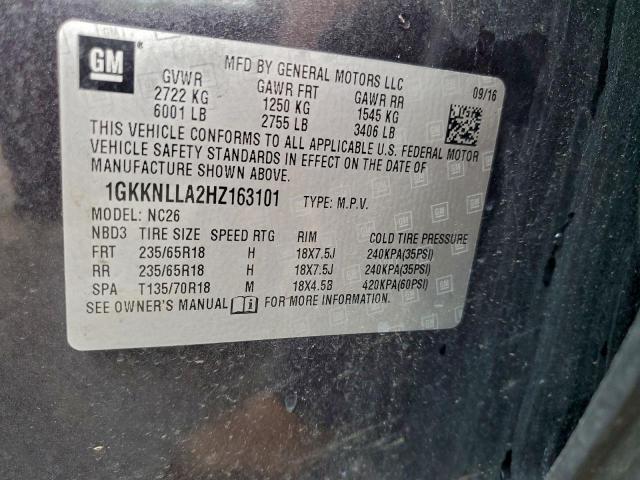 GM
MFD BY GENERAL MOTORS LLC
09/16
GVWR GAWR FRT GAWR RR
2722 KG 1250 KG 1545 KG
6001 LB 2755 LB 3406 LB
THIS VEHICLE CONFORMS TO ALL APPLICABLE U.S. FEDERAL MOTOR
VEHICLE SAFETY STANDARDS IN EFFECT ON THE DATE OF
MANUFACTURE SHOWN ABOVE.
1GKKNLLA2HZ163101 TYPE: M.P.V.
MODEL: NC26
NBD3 TIRE SIZE SPEED RTG RIM COLD TIRE PRESSURE
FRT 235/65R18 H 18X7.5J 240KPA(35PSI)
RR 235/65R18 H 18X7.5J 240KPA(35PSI)
SPA T135/70R18 M 18X4.5B 420KPA(60PSI)
SEE OWNER'S MANUAL FOR MORE INFORMATION.